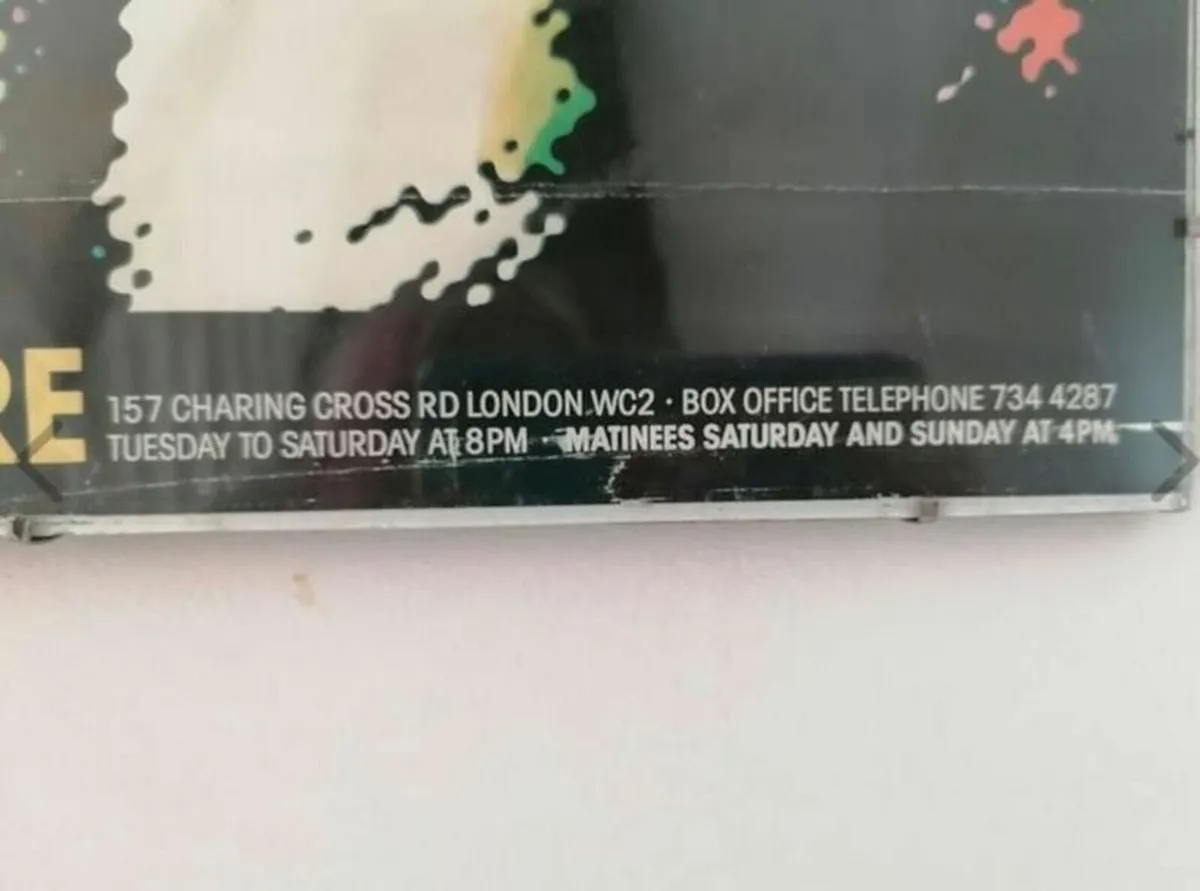 RE
157 CHARING CROSS RD LONDON WC2 · BOX OFFICE TELEPHONE 734 4287
TUESDAY TO SATURDAY AT 8PM · MATINEES SATURDAY AND SUNDAY AT 4PM.